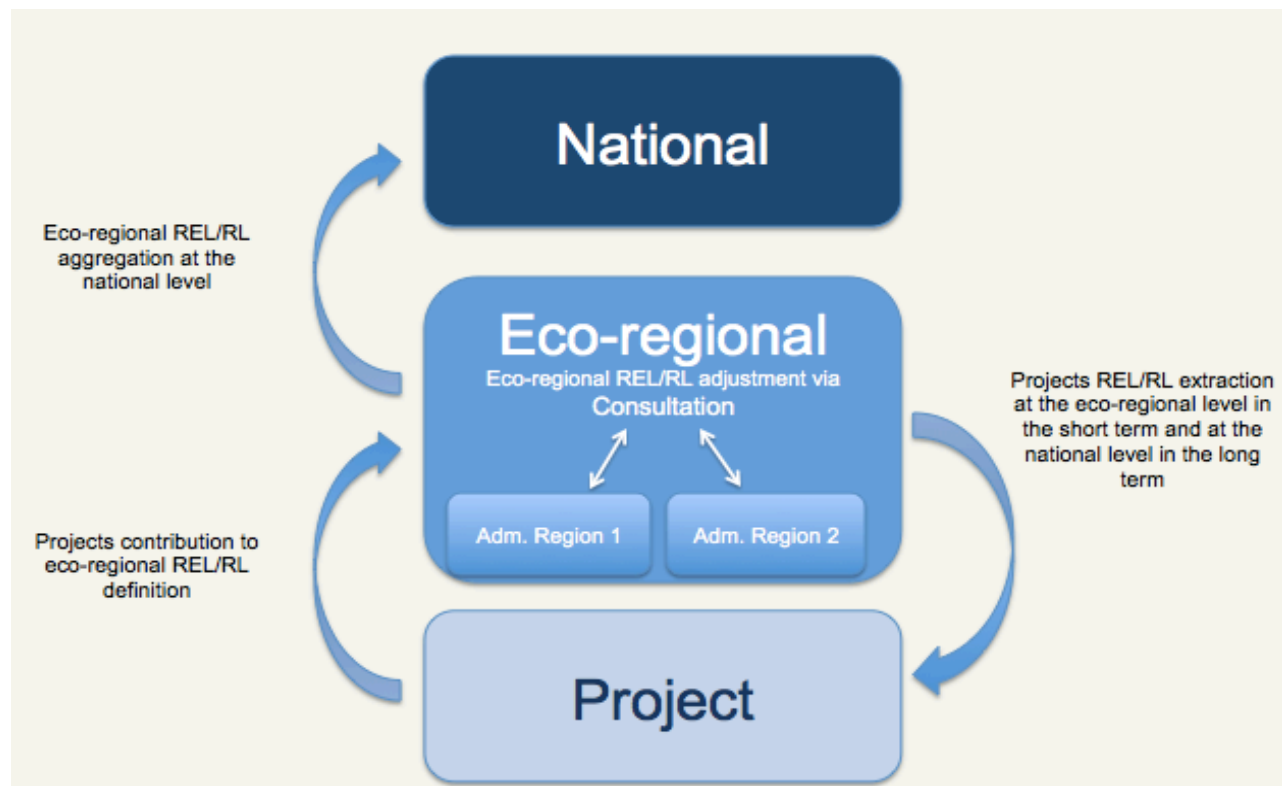 National
Eco-regional REL/RL
aggregation at the
national level
Eco-regional
Eco-regional REL/RL adjustment via
Consultation
Adm. Region 1
Adm. Region 2
Projects REL/RL extraction
at the eco-regional level in
the short term and at the
national level in the long
term
Projects contribution to
eco-regional REL/RL
definition
Project